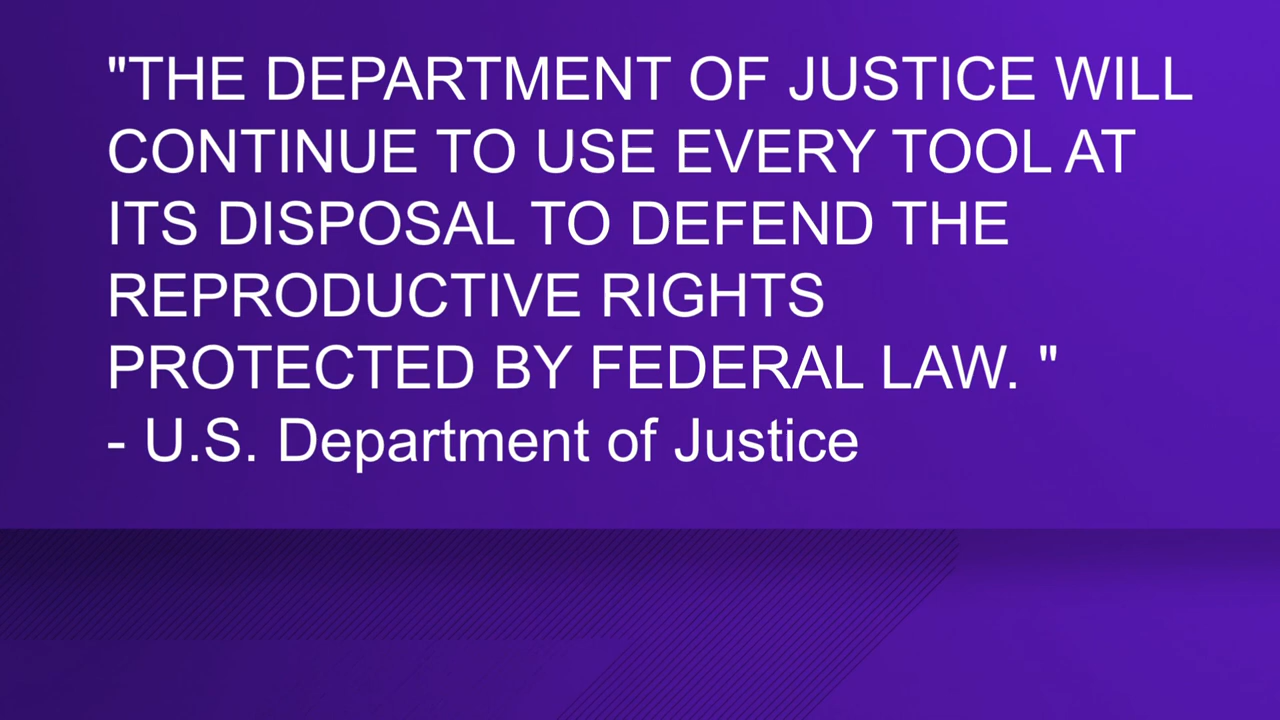 "THE DEPARTMENT OF JUSTICE WILL
CONTINUE TO USE EVERY TOOL AT
ITS DISPOSAL TO DEFEND THE
REPRODUCTIVE RIGHTS
PROTECTED BY FEDERAL LAW. "
- U.S. Department of Justice